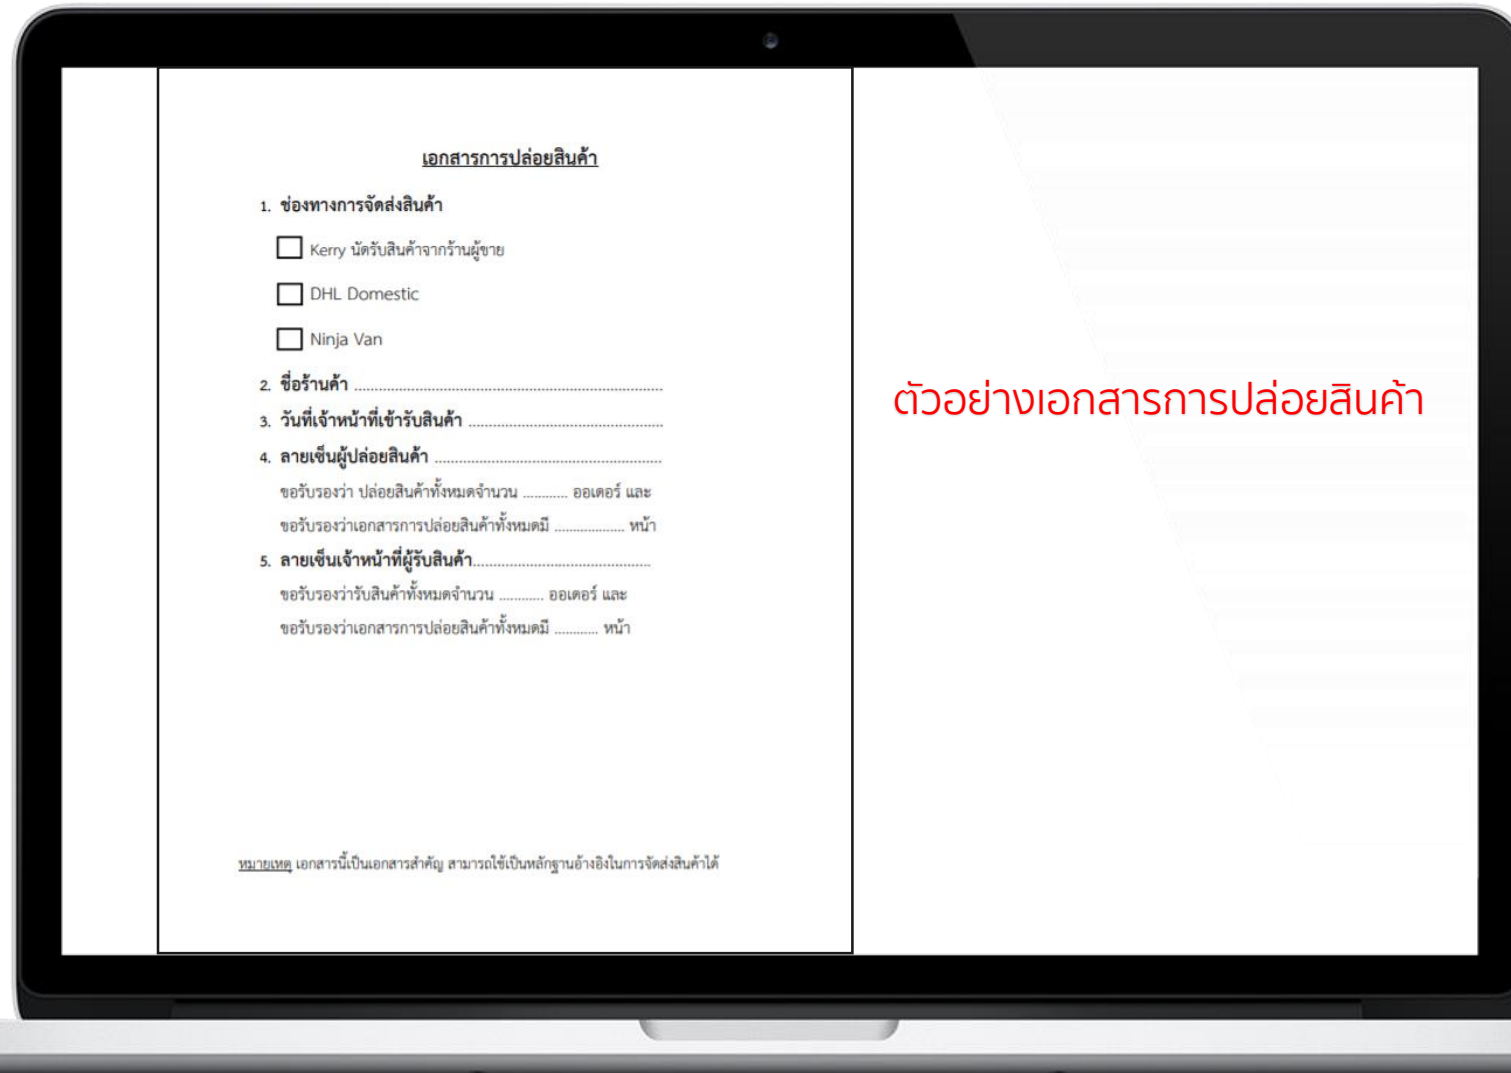 เอกสารการปล่อยสินค้า
1. ช่องทางการจัดส่งสินค้า
Kerry นัดรับสินค้าจากร้านผู้ขาย
DHL Domestic
Ninja Van
2. ชื่อร้านค้า ............................................................................
3. วันที่เจ้าหน้าที่เข้ารับสินค้า ................................................
4. ลายเซ็นผู้ปล่อยสินค้า ........................................................
ขอรับรองว่า ปล่อยสินค้าทั้งหมดจำนวน ........... ออเดอร์ และ
ขอรับรองว่าเอกสารการปล่อยสินค้าทั้งหมดมี ................. หน้า
5. ลายเซ็นเจ้าหน้าที่ผู้รับสินค้า............................................
ขอรับรองว่ารับสินค้าทั้งหมดจำนวน ........... ออเตอร์ และ
ขอรับรองว่าเอกสารการปล่อยสินค้าทั้งหมดมี ........... หน้า
หมายเหตุ เอกสารนี้เป็นเอกสารสำคัญ สามารถใช้เป็นหลักฐานอ้างอิงในการจัดส่งสินค้าได้
ตัวอย่างเอกสารการปล่อยสินค้า